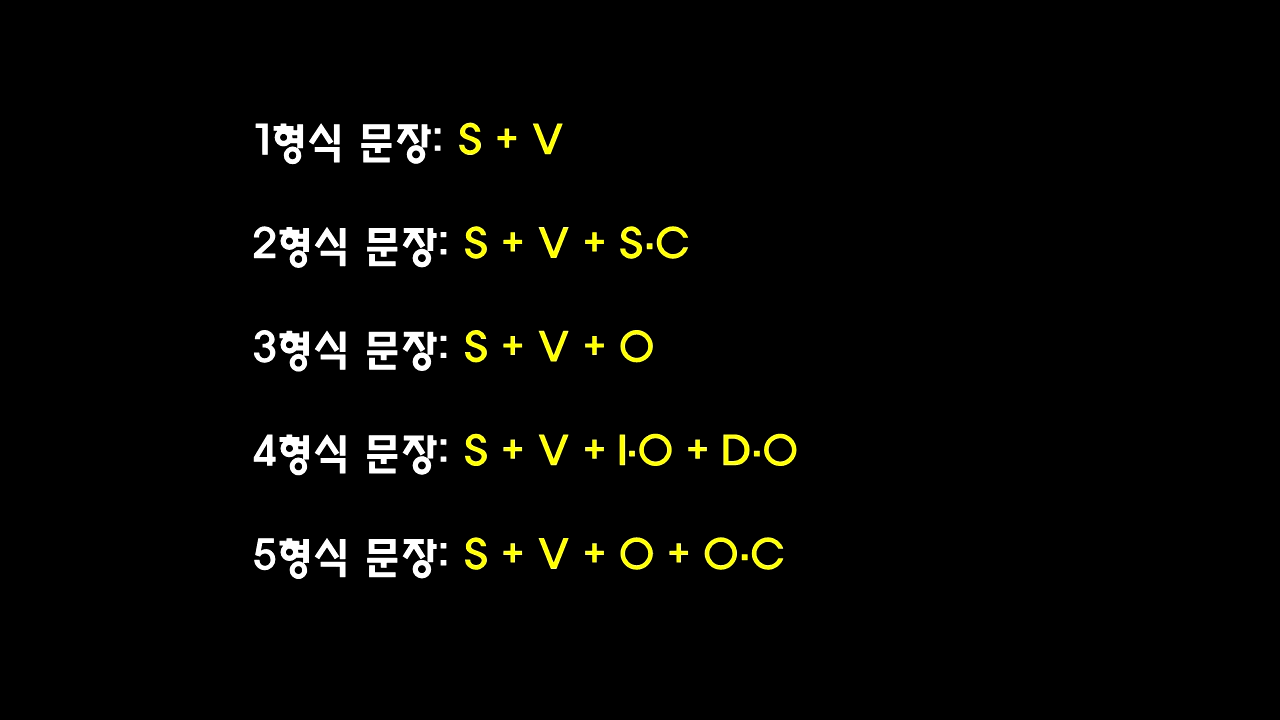 1형식 문장: S + V
2형식 문장: S + V + S·C
3형식 문장: S + V + O
4형식 문장: S + V + I·O + D·O
5형식 문장: S + V + O + O·C